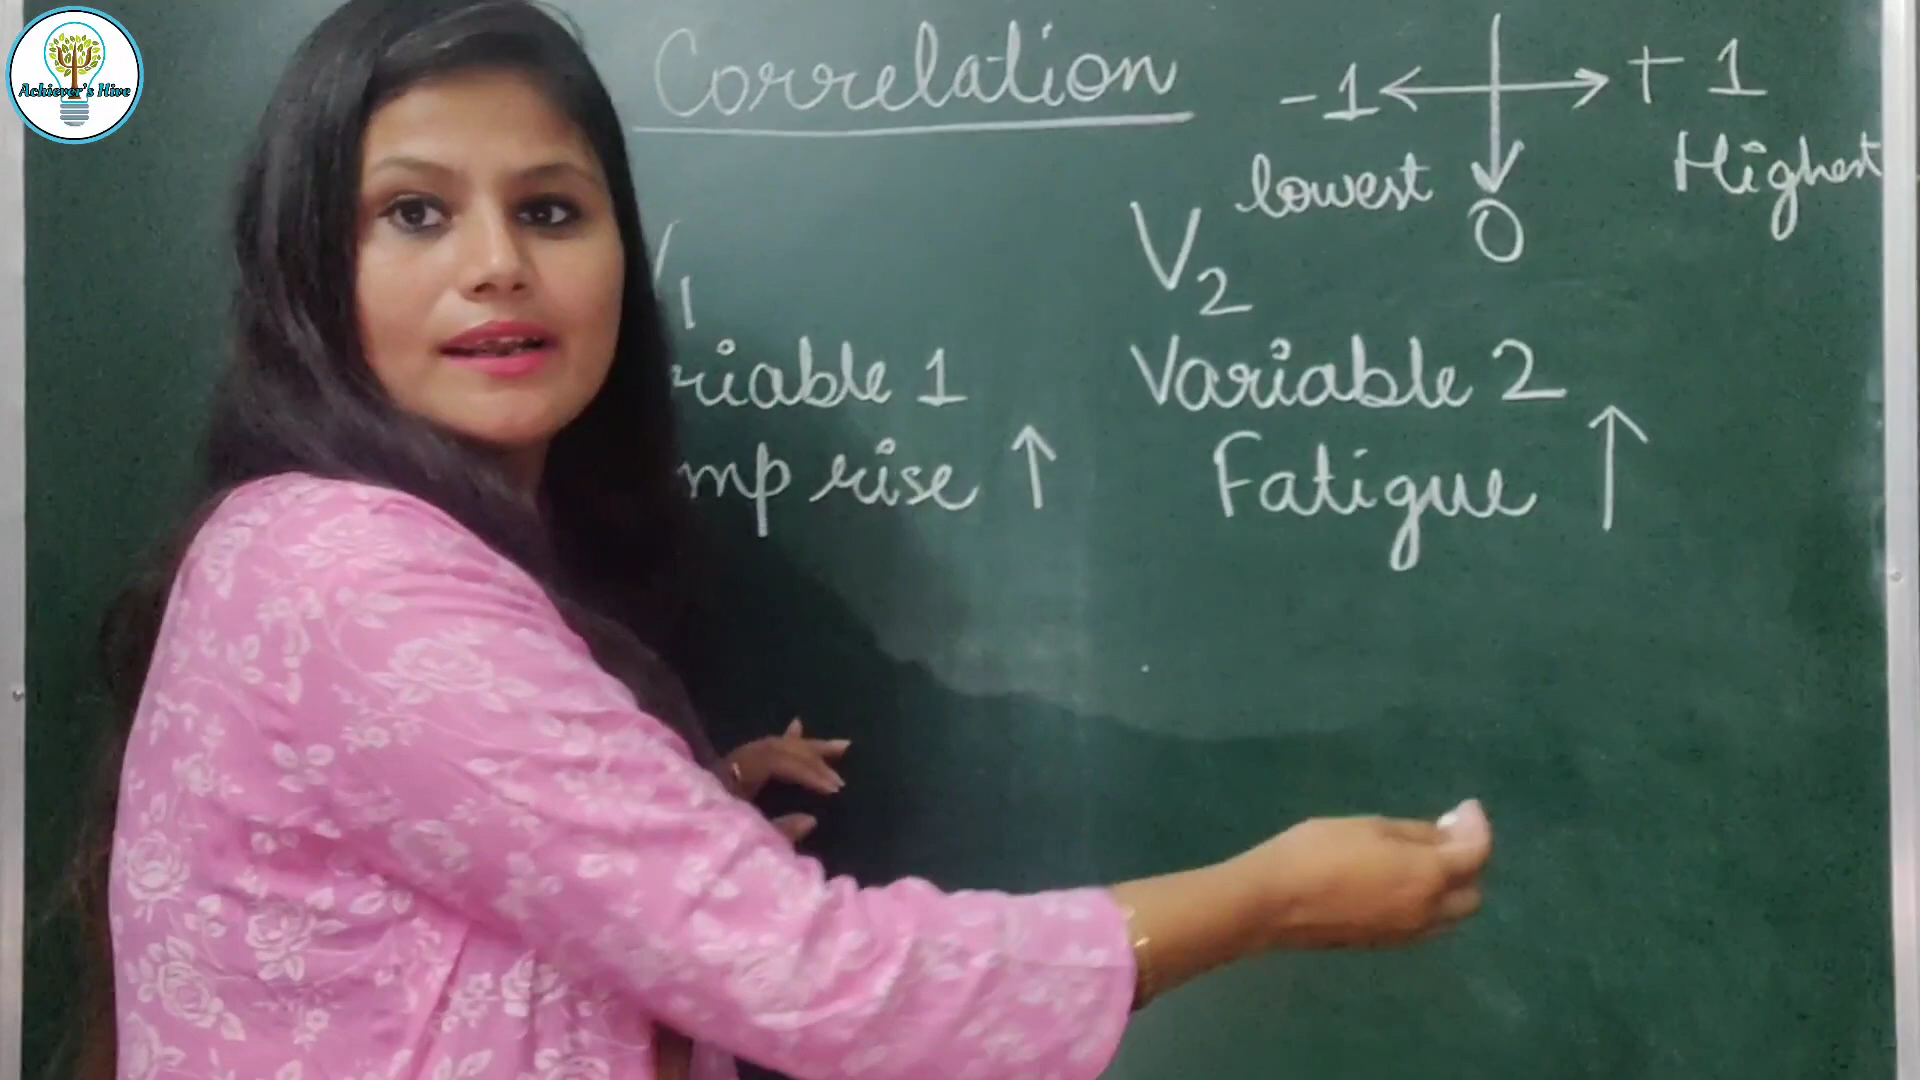 Achiever's Hive
Correlation
-1 + 1
lowest Highest
0
V2
riable 1 Variable 2
mp rise ↑ Fatigue ↑